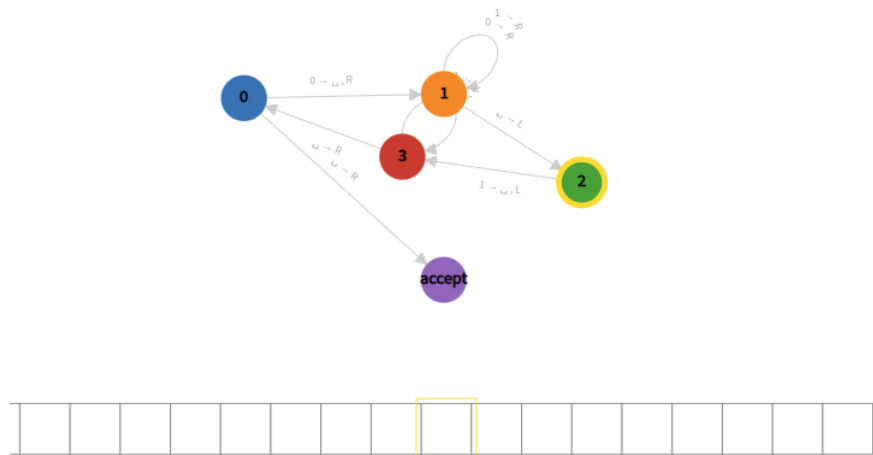 1 → R
0 → R
0 → ␣,R
0
1
␣ → L
3
␣ → R
␣ → R
2
1 → ␣,L
accept